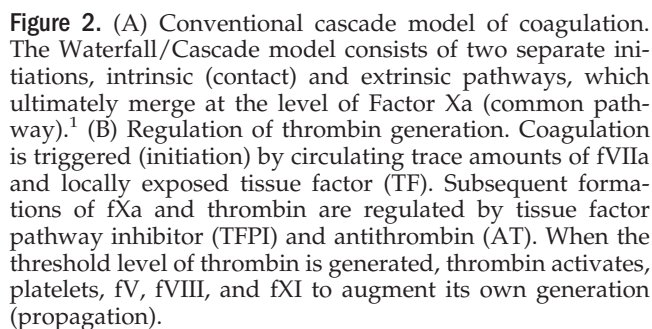 Figure 2. (A) Conventional cascade model of coagulation.
The Waterfall/Cascade model consists of two separate ini-
tiations, intrinsic (contact) and extrinsic pathways, which
ultimately merge at the level of Factor Xa (common path-
way).¹ (B) Regulation of thrombin generation. Coagulation
is triggered (initiation) by circulating trace amounts of fVIIa
and locally exposed tissue factor (TF). Subsequent forma-
tions of fXa and thrombin are regulated by tissue factor
pathway inhibitor (TFPI) and antithrombin (AT). When the
threshold level of thrombin is generated, thrombin activates,
platelets, fV, fVIII, and fXI to augment its own generation
(propagation).